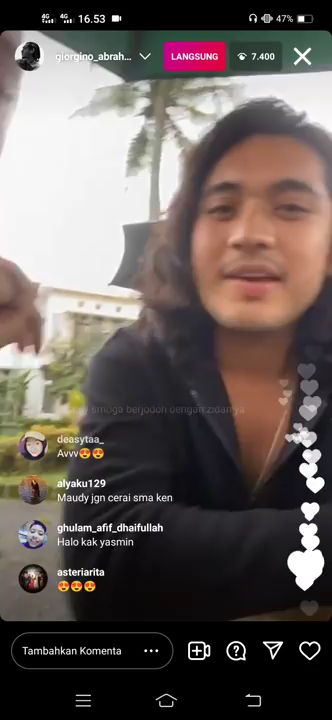 4G 4G 16.53 47%
giorgino_abrah... LANGSUNG 7.400
smoga berjodoh dengan zidannya
deasytaa_
Avvv😍😍
alyaku129
Maudy jgn cerai sma ken
ghulam_afif_dhaifullah
Halo kak yasmin
asteriarita
😍😍😍
Tambahkan Komenta